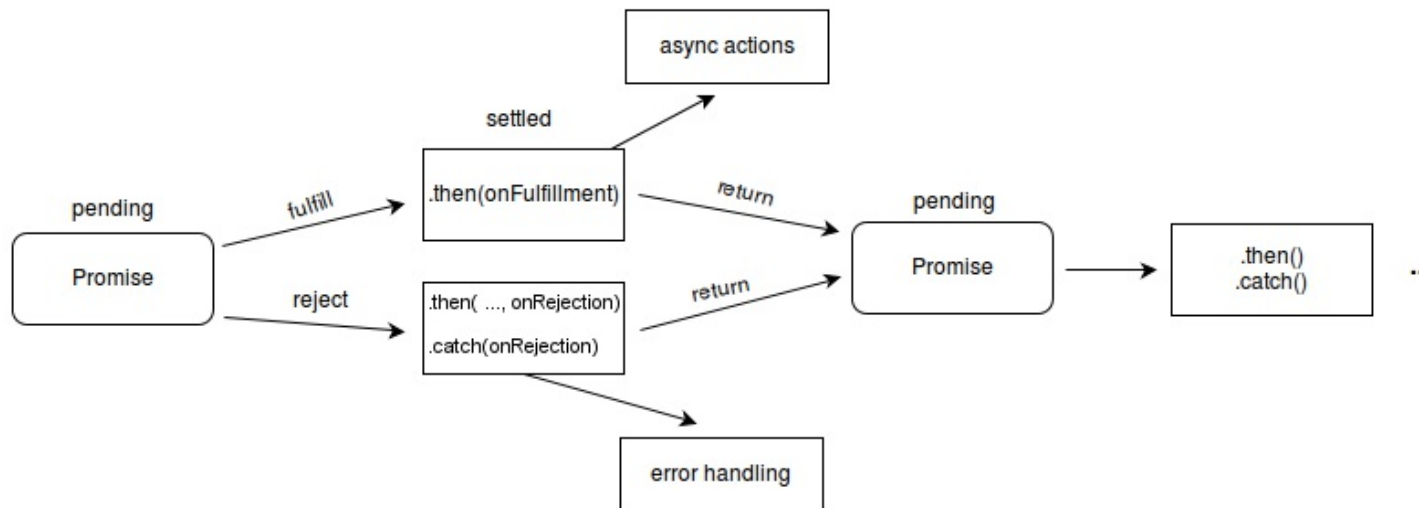 async actions
settled
.then(onFulfillment)
pending
fulfill
return
pending
Promise
Promise
.then()
.catch()
..
reject
.then( ..., onRejection)
.catch(onRejection)
return
error handling